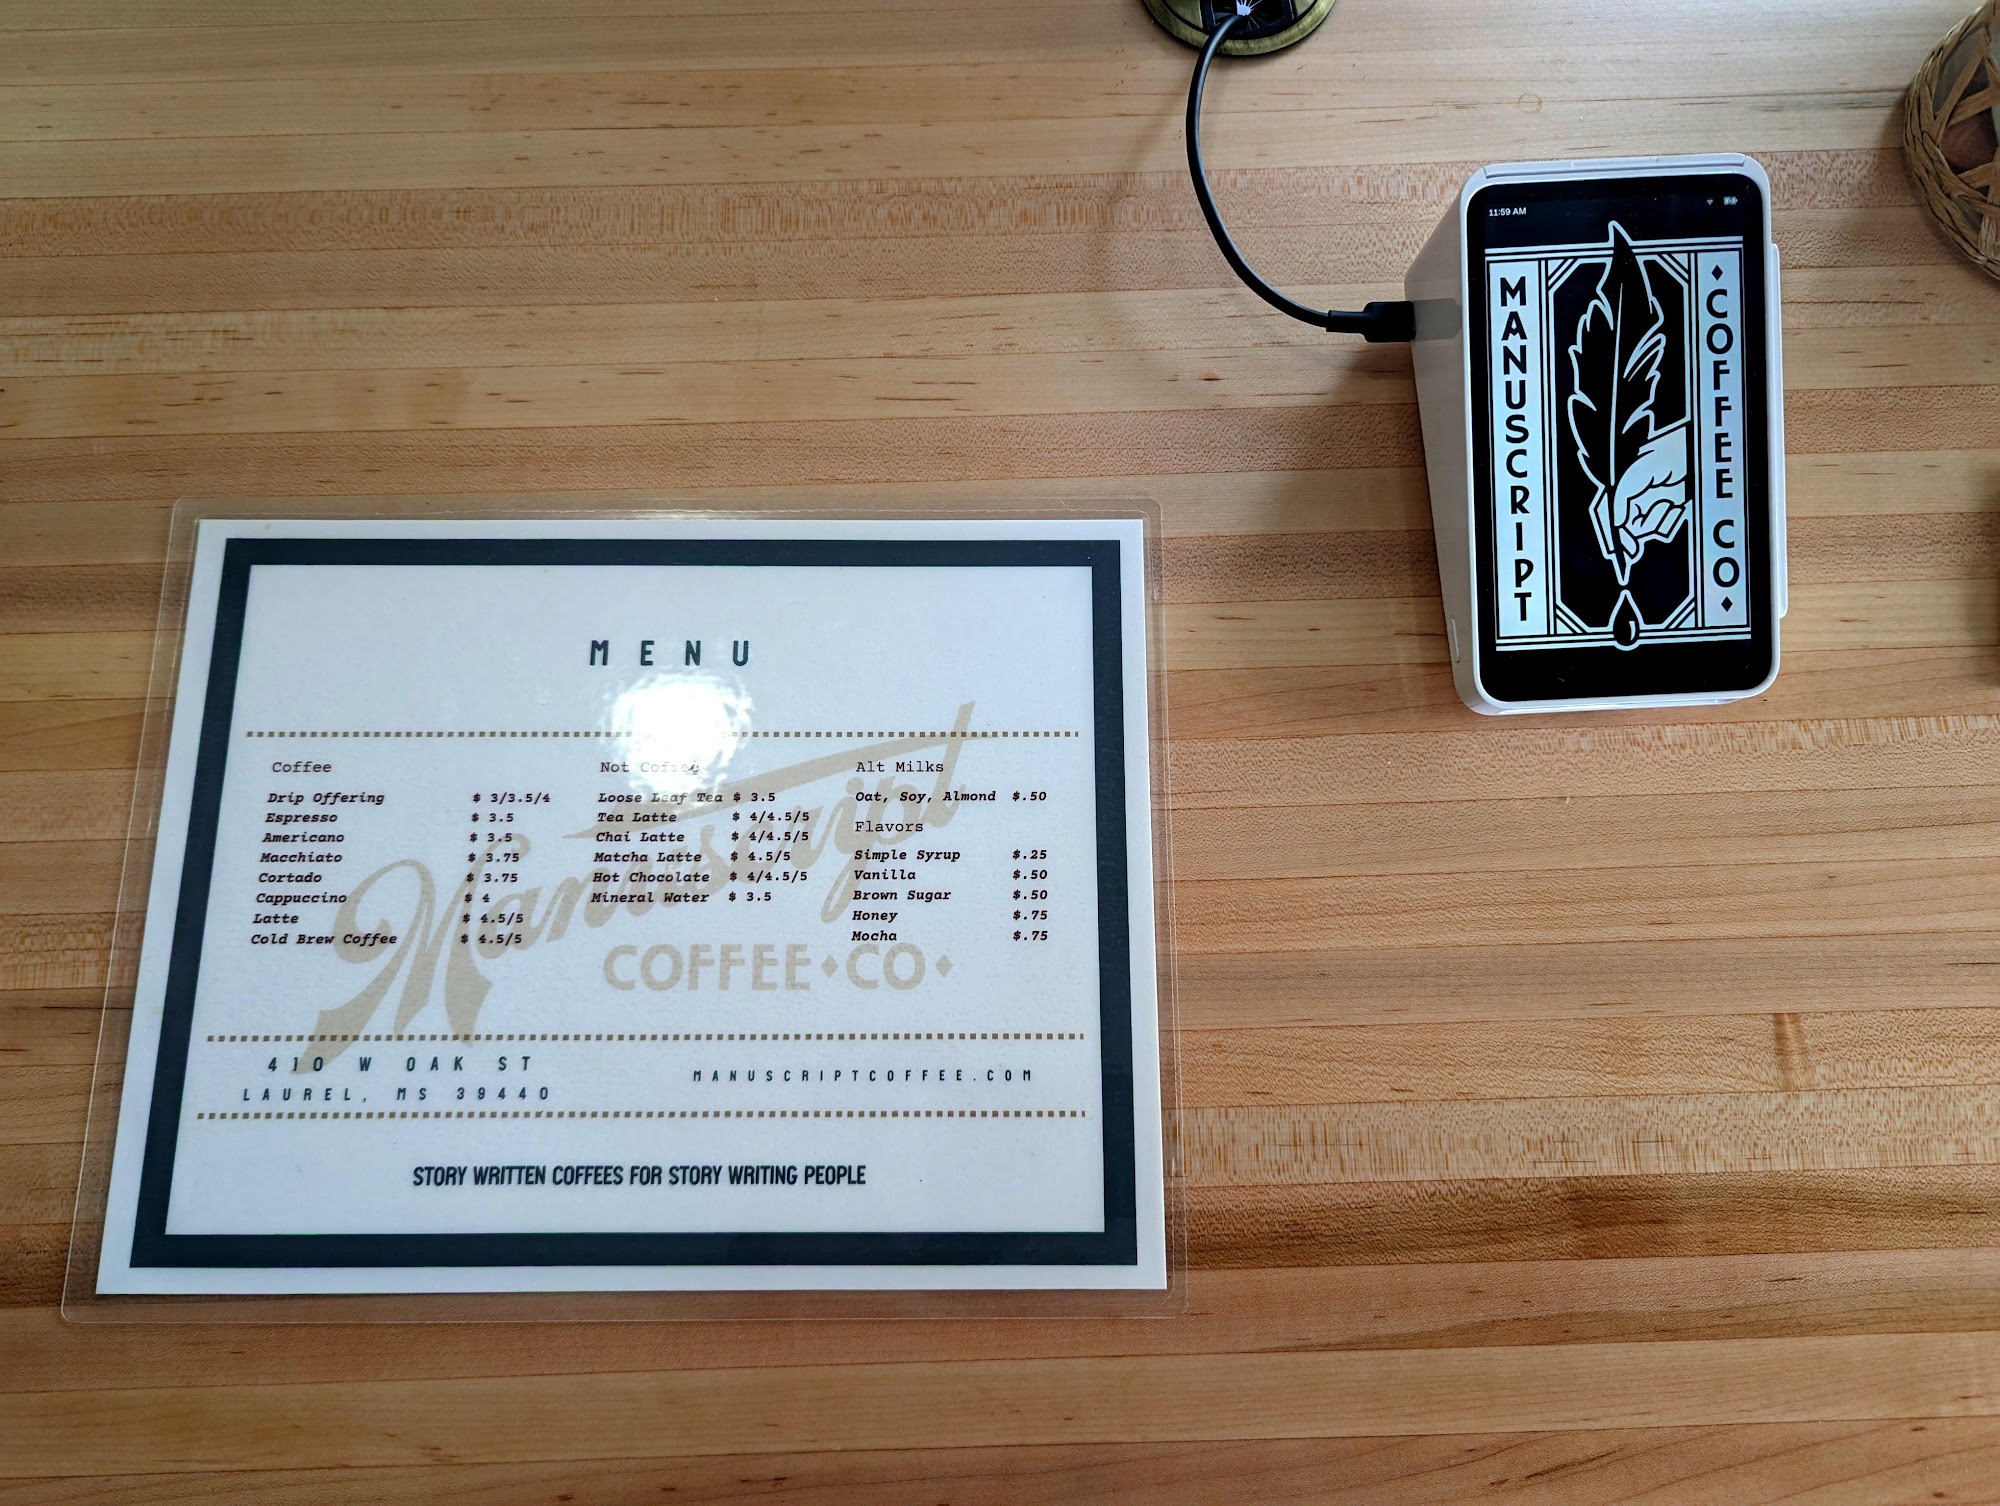 11:59 AM
MANUSCRIPT
COFFEE CO
MENU
Manuscript
COFFEE CO
Coffee
Drip Offering $ 3/3.5/4
Espresso $ 3.5
Americano $ 3.5
Macchiato $ 3.75
Cortado $ 3.75
Cappuccino $ 4
Latte $ 4.5/5
Cold Brew Coffee $ 4.5/5
Not Coffee
Loose Leaf Tea $ 3.5
Tea Latte $ 4/4.5/5
Chai Latte $ 4/4.5/5
Matcha Latte $ 4.5/5
Hot Chocolate $ 4/4.5/5
Mineral Water $ 3.5
Alt Milks
Oat, Soy, Almond $.50
Flavors
Simple Syrup $.25
Vanilla $.50
Brown Sugar $.50
Honey $.75
Mocha $.75
410 W OAK ST
LAUREL, MS 39440
MANUSCRIPTCOFFEE.COM
STORY WRITTEN COFFEES FOR STORY WRITING PEOPLE